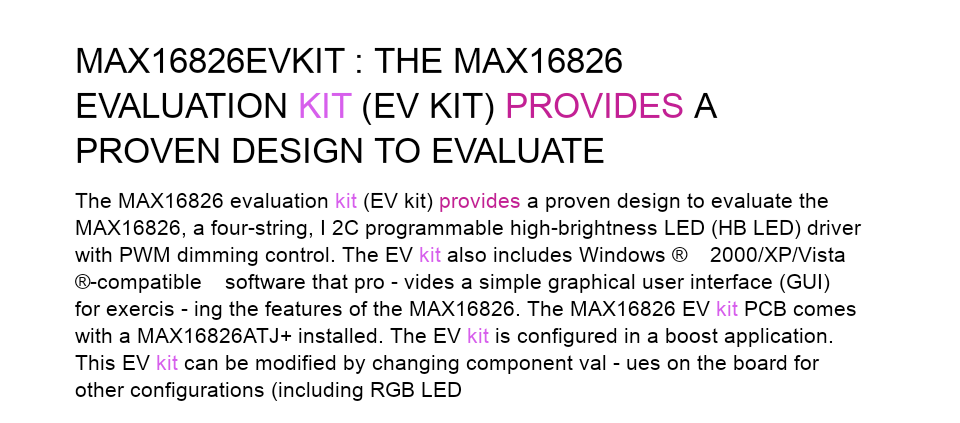 MAX16826EVKIT : THE MAX16826
EVALUATION KIT (EV KIT) PROVIDES A
PROVEN DESIGN TO EVALUATE
The MAX16826 evaluation kit (EV kit) provides a proven design to evaluate the
MAX16826, a four-string, I 2C programmable high-brightness LED (HB LED) driver
with PWM dimming control. The EV kit also includes Windows ®    2000/XP/Vista
®-compatible    software that pro - vides a simple graphical user interface (GUI)
for exercis - ing the features of the MAX16826. The MAX16826 EV kit PCB comes
with a MAX16826ATJ+ installed. The EV kit is configured in a boost application.
This EV kit can be modified by changing component val - ues on the board for
other configurations (including RGB LED